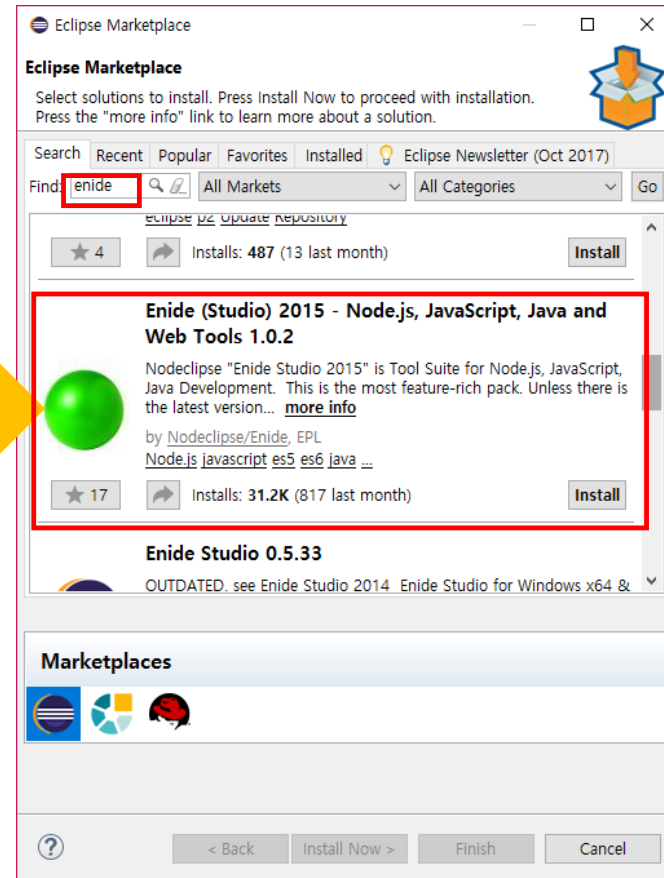 Eclipse Marketplace
Eclipse Marketplace
Select solutions to install. Press Install Now to proceed with installation.
Press the "more info" link to learn more about a solution.
Search Recent Popular Favorites Installed Eclipse Newsletter (Oct 2017)
Find: enide All Markets All Categories Go
eclipse p2 Update Repository
4 Installs: 487 (13 last month) Install
Enide (Studio) 2015 - Node.js, JavaScript, Java and
Web Tools 1.0.2
Nodeclipse "Enide Studio 2015" is Tool Suite for Node.js, JavaScript,
Java Development. This is the most feature-rich pack. Unless there is
the latest version... more info
by Nodeclipse/Enide, EPL
Node.js javascript es5 es6 java ...
17 Installs: 31.2K (817 last month) Install
Enide Studio 0.5.33
OUTDATED. see Enide Studio 2014 Enide Studio for Windows x64 &
Marketplaces
? < Back Install Now > Finish Cancel